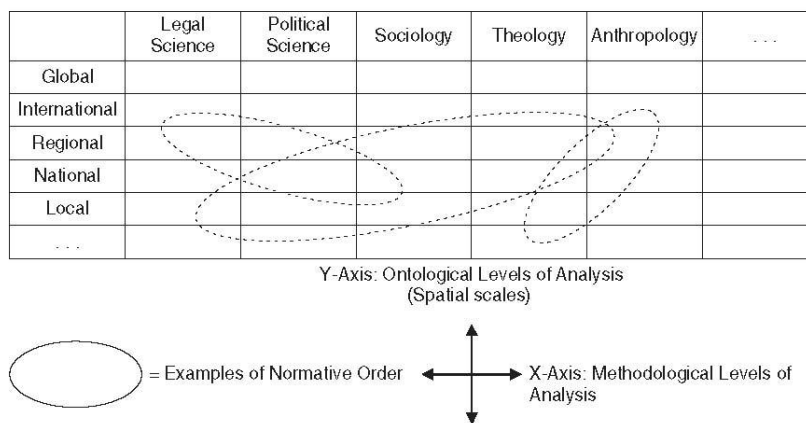 Legal Science Political Science Sociology Theology Anthropology . . .
Global
International
Regional
National
Local
. . .
Y-Axis: Ontological Levels of Analysis
(Spatial scales)
= Examples of Normative Order
X-Axis: Methodological Levels of
Analysis